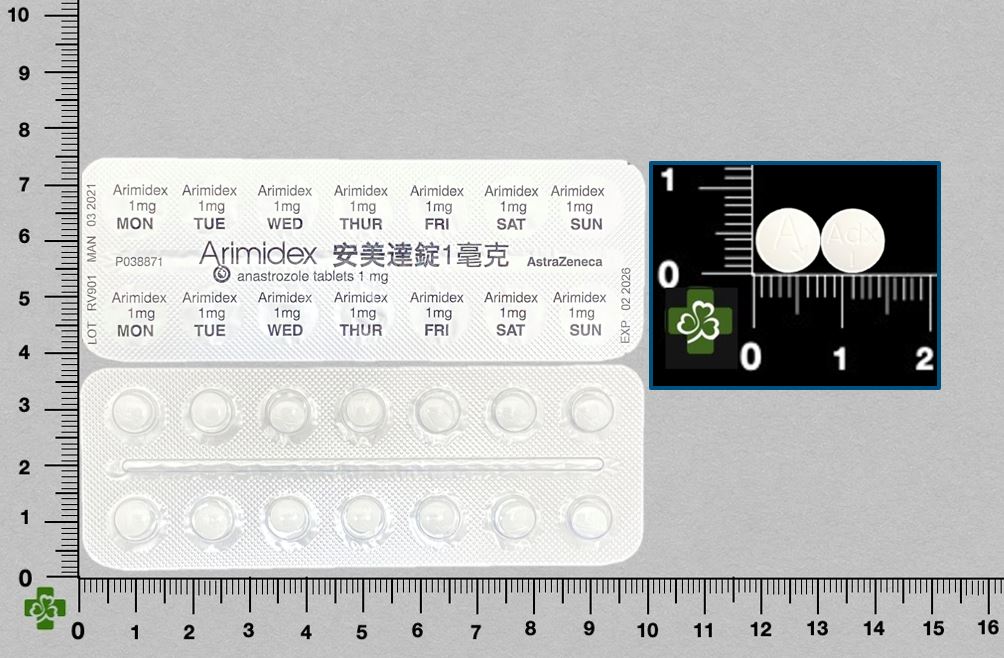 10
9
8
7
6
5
4
3
2
1
0
LOT RV901 MAN 03 2021
Arimidex Arimidex Arimidex Arimidex Arimidex Arimidex Arimidex
1mg 1mg 1mg 1mg 1mg 1mg 1mg
MON TUE WED THUR FRI SAT SUN
P038871 Arimidex 安美達錠1毫克 AstraZeneca
anastrozole tablets 1 mg
Arimidex Arimidex Arimidex Arimidex Arimidex Arimidex Arimidex
1mg 1mg 1mg 1mg 1mg 1mg 1mg
MON TUE WED THUR FRI SAT SUN
EXP 02 2026
1
0
A Adx
1
0 1 2
0 1 2 3 4 5 6 7 8 9 10 11 12 13 14 15 16